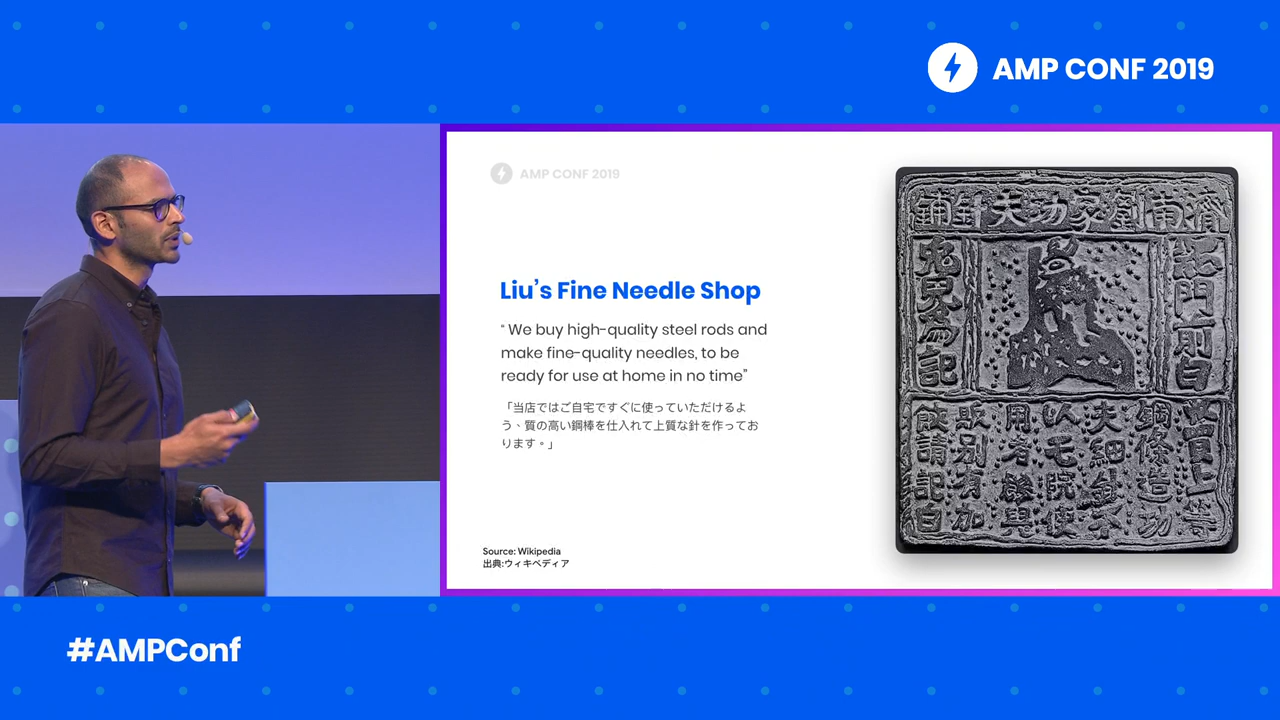 AMP CONF 2019
AMP CONF 2019
Liu’s Fine Needle Shop
“ We buy high-quality steel rods and
make fine-quality needles, to be
ready for use at home in no time”
「当店ではご自宅ですぐに使っていただけるよ
う、質の高い鋼棒を仕入れて上質な針を作ってお
ります。」
Source: Wikipedia
出典:ウィキペディア
濟南劉家功夫針鋪
門前白
兔兒為記
收買上等
鋼條造功
夫細針不
宅院使
用
販別有加
饒請記白
#AMPConf